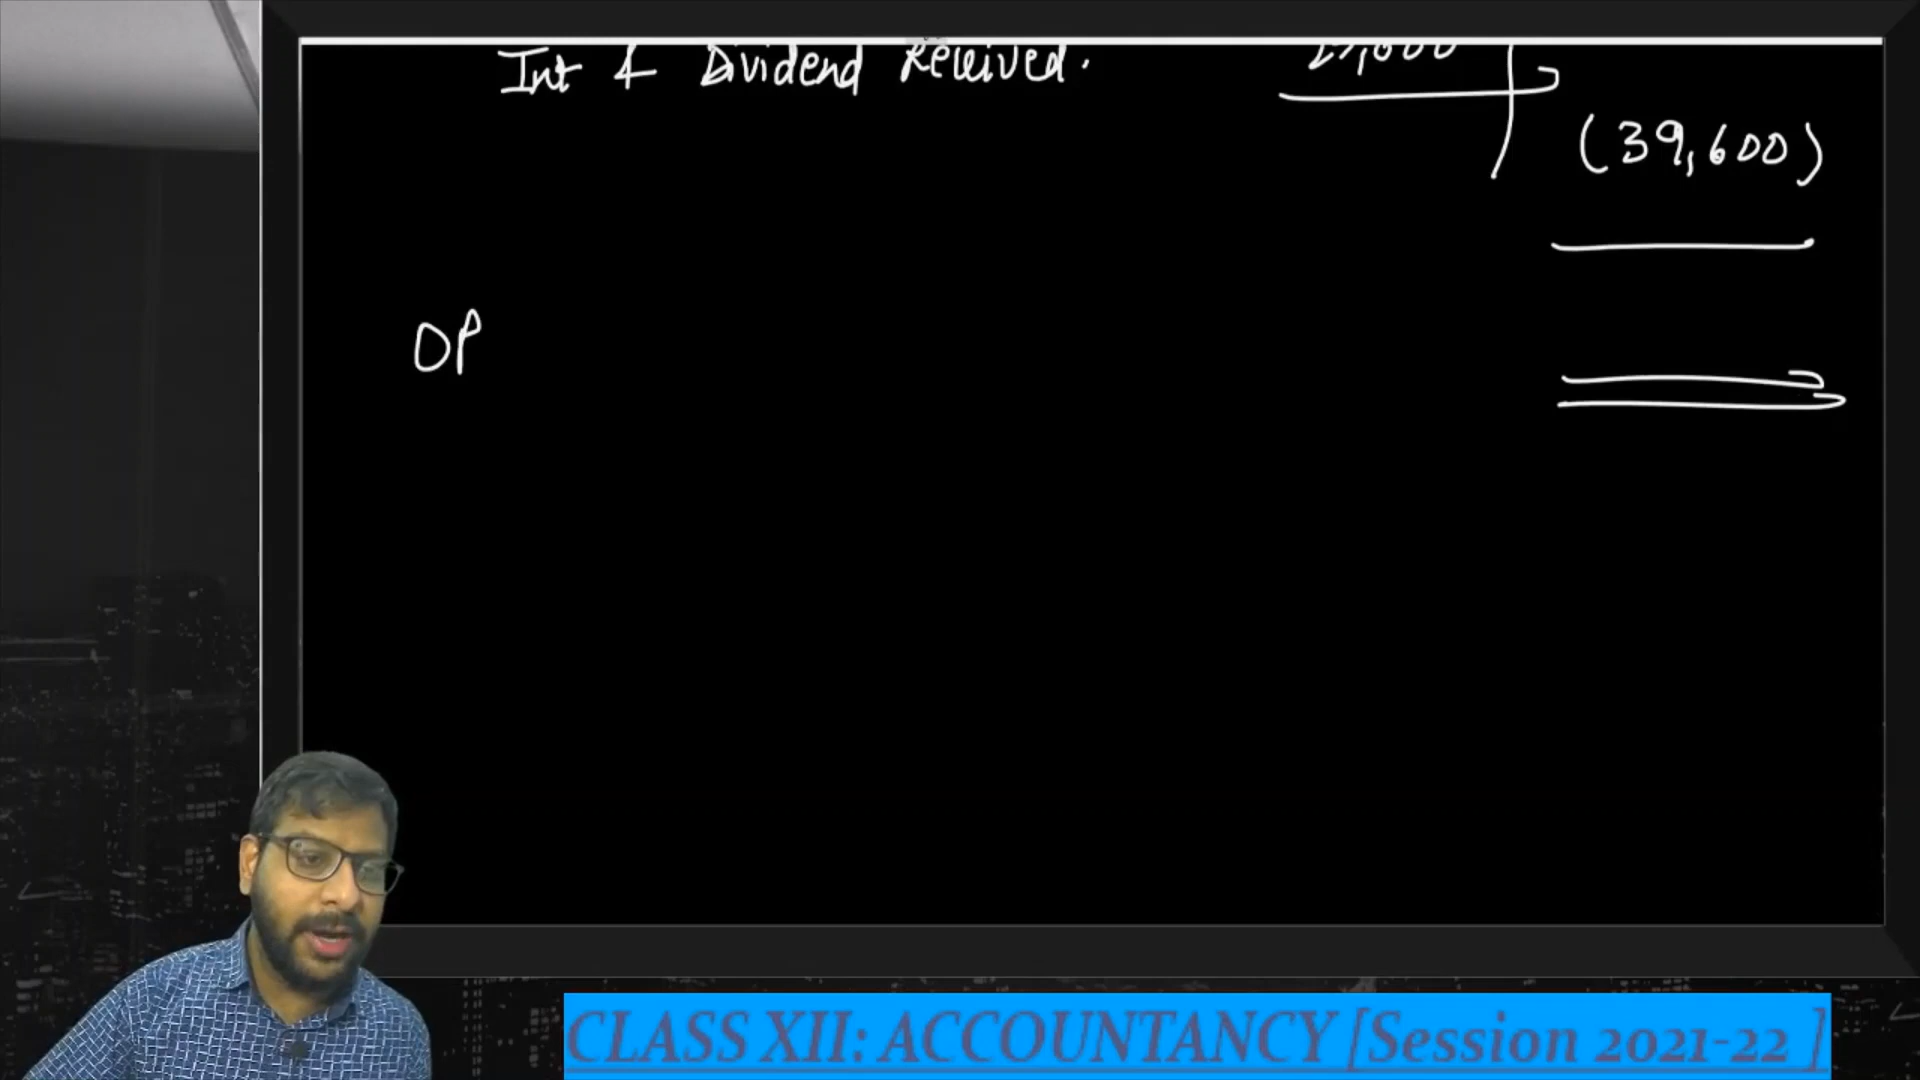 Int & Dividend Received.
(39,600)
OP
CLASS XII: ACCOUNTANCY [Session 2021-22 ]